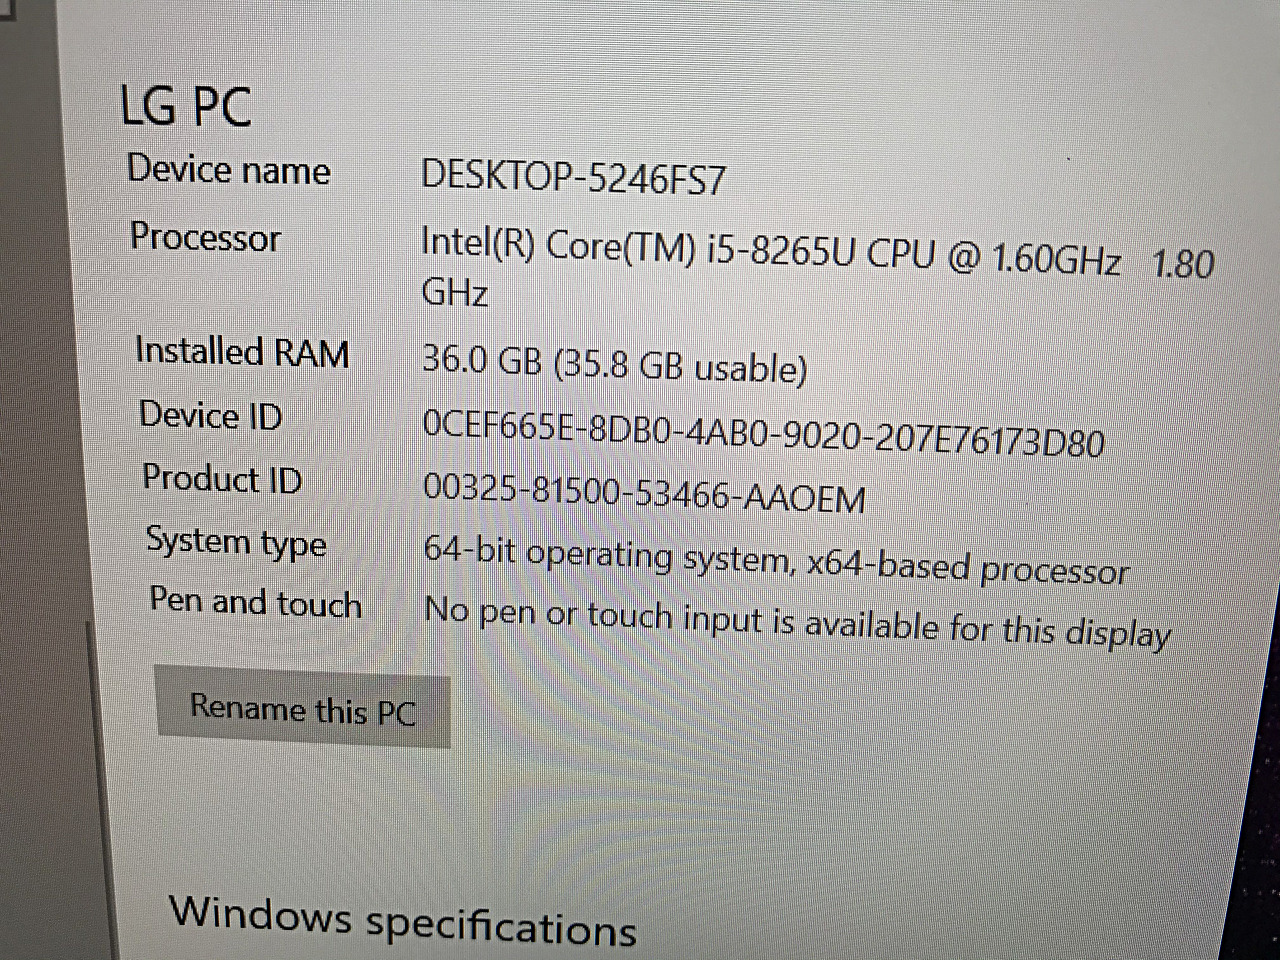 LG PC
Device name DESKTOP-5246FS7
Processor Intel(R) Core(TM) i5-8265U CPU @ 1.60GHz 1.80
GHz
Installed RAM 36.0 GB (35.8 GB usable)
Device ID 0CEF665E-8DB0-4AB0-9020-207E76173D80
Product ID 00325-81500-53466-AAOEM
System type 64-bit operating system, x64-based processor
Pen and touch No pen or touch input is available for this display
Rename this PC
Windows specifications